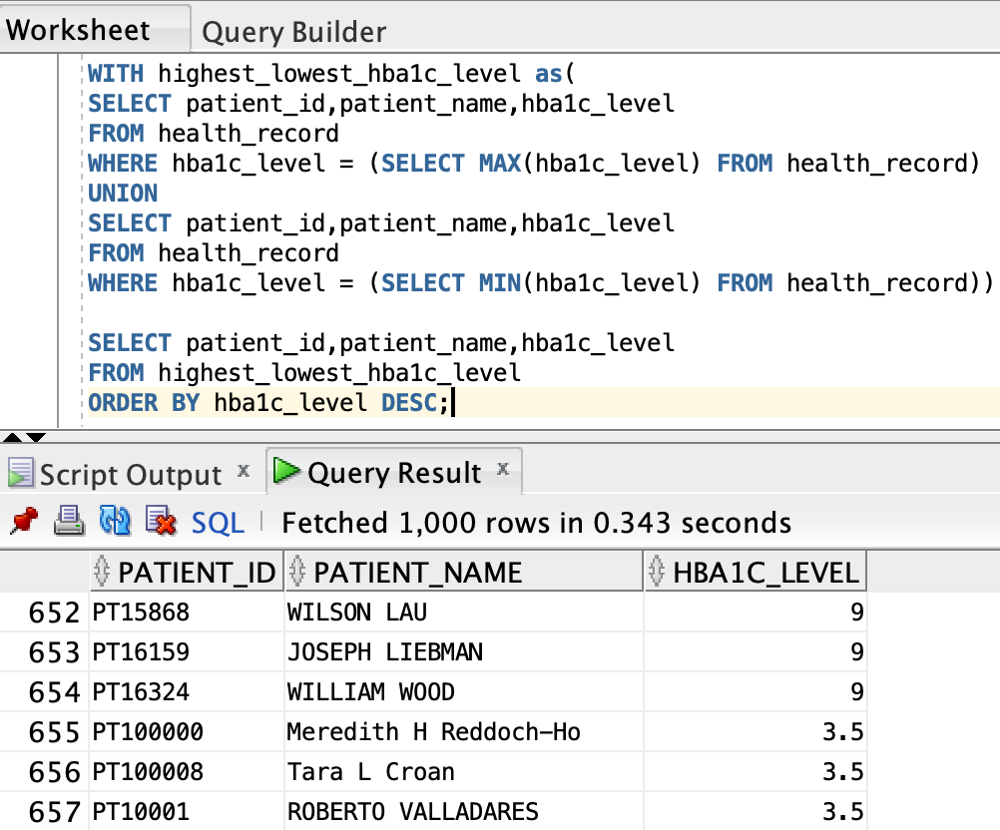 Worksheet Query Builder
WITH highest_lowest_hba1c_level as(
SELECT patient_id,patient_name,hba1c_level
FROM health_record
WHERE hba1c_level = (SELECT MAX(hba1c_level) FROM health_record)
UNION
SELECT patient_id,patient_name,hba1c_level
FROM health_record
WHERE hba1c_level = (SELECT MIN(hba1c_level) FROM health_record))
SELECT patient_id,patient_name,hba1c_level
FROM highest_lowest_hba1c_level
ORDER BY hba1c_level DESC;
Script Output x Query Result x
SQL | Fetched 1,000 rows in 0.343 seconds
PATIENT_ID PATIENT_NAME HBA1C_LEVEL
652 PT15868 WILSON LAU 9
653 PT16159 JOSEPH LIEBMAN 9
654 PT16324 WILLIAM WOOD 9
655 PT100000 Meredith H Reddoch-Ho 3.5
656 PT100008 Tara L Croan 3.5
657 PT10001 ROBERTO VALLADARES 3.5